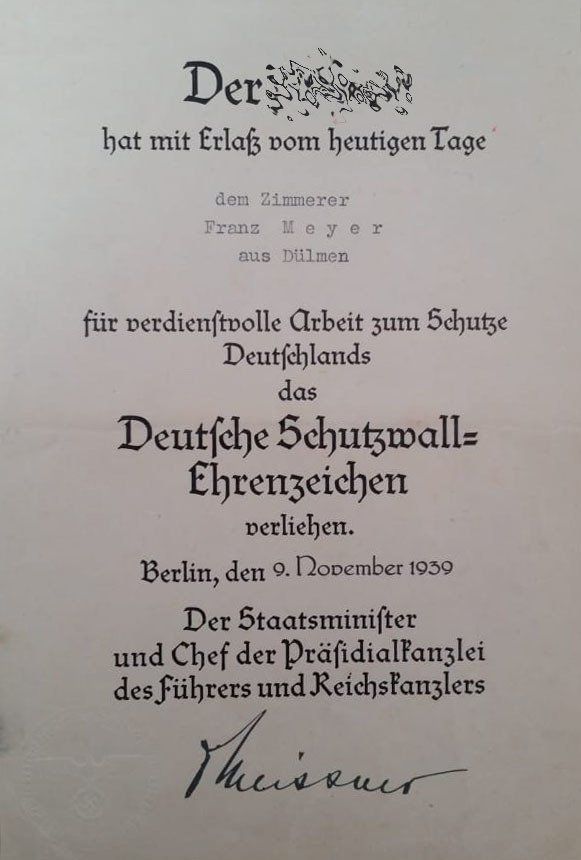 Der
hat mit Erlaß vom heutigen Tage
dem Zimmerer
Franz Meyer
aus Dülmen
für verdienstvolle Arbeit zum Schutze
Deutschlands
das
Deutsche Schutzwall=
Ehrenzeichen
verliehen.
Berlin, den 9. November 1939
Der Staatsminister
und Chef der Präsidialkanzlei
des Führers und Reichskanzlers
Meissner